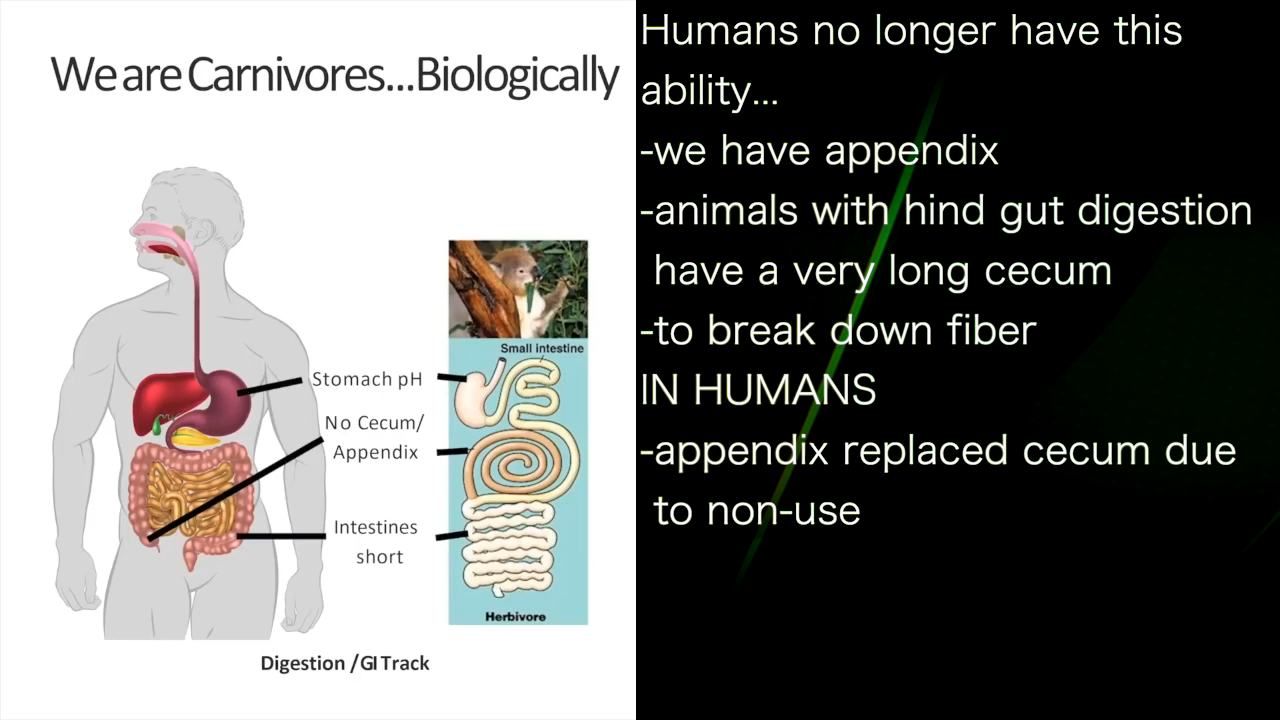 We are Carnivores...Biologically
Stomach pH
No Cecum/
Appendix
Intestines
short
Small intestine
Herbivore
Digestion /GI Track
Humans no longer have this
ability...
-we have appendix
-animals with hind gut digestion
have a very long cecum
-to break down fiber
IN HUMANS
-appendix replaced cecum due
to non-use